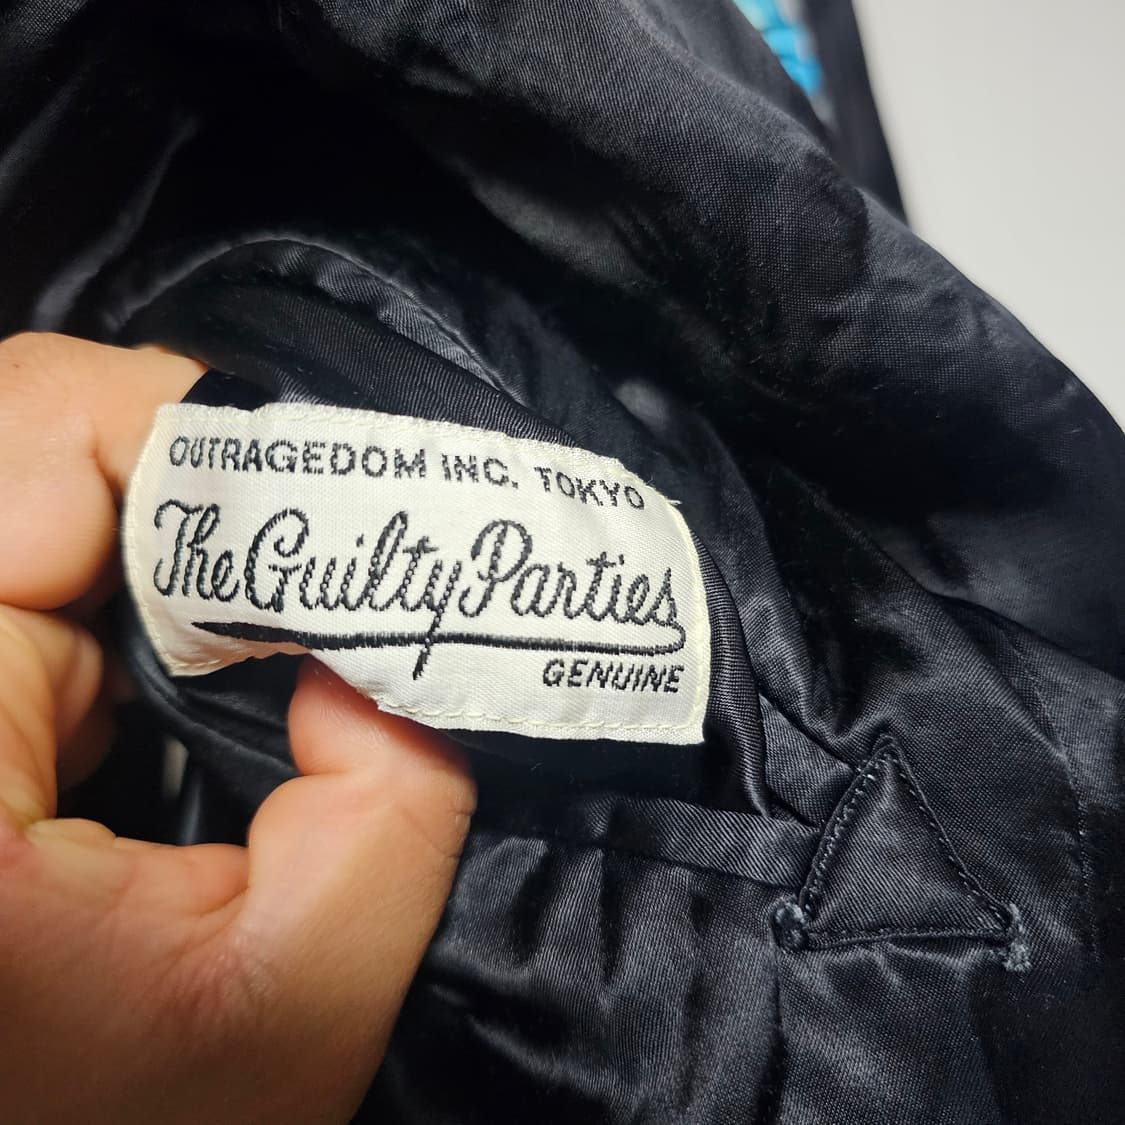 OUTRAGEDOM INC. TOKYO
The Guilty Parties
GENUINE